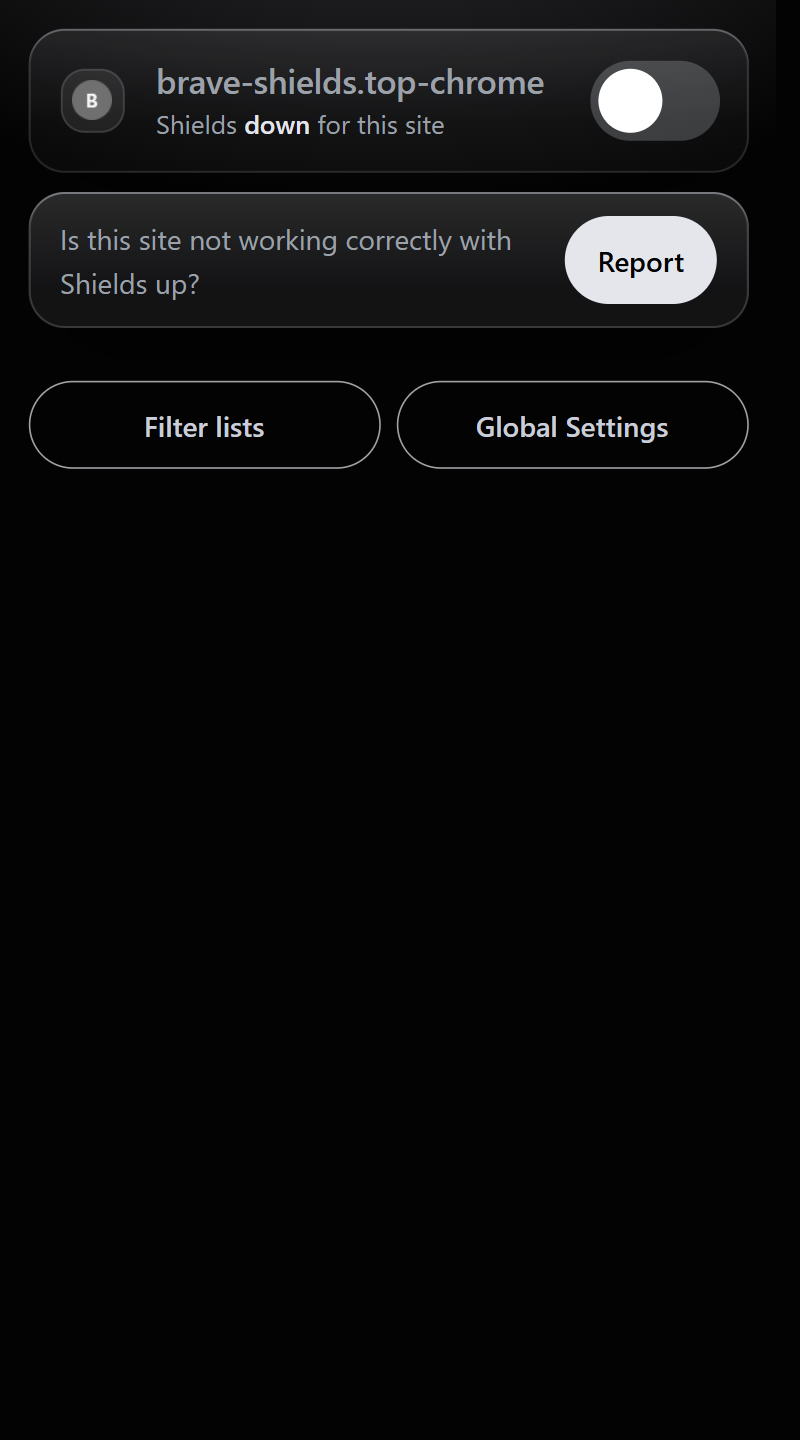 B
brave-shields.top-chrome
Shields down for this site
Is this site not working correctly with
Shields up?
Report
Filter lists
Global Settings